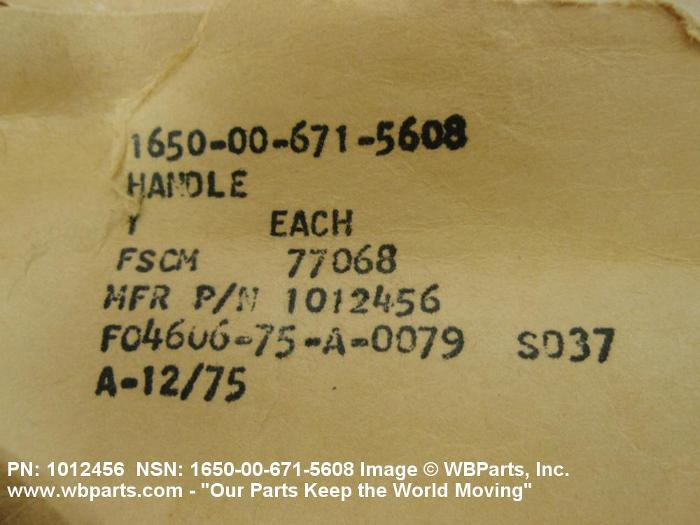 1650-00-671-5608
HANDLE
1 EACH
FSCM 77068
MFR P/N 1012456
F04606-75-A-0079 SD37
A-12/75
PN: 1012456 NSN: 1650-00-671-5608 Image © WBParts, Inc.
www.wbparts.com - "Our Parts Keep the World Moving"